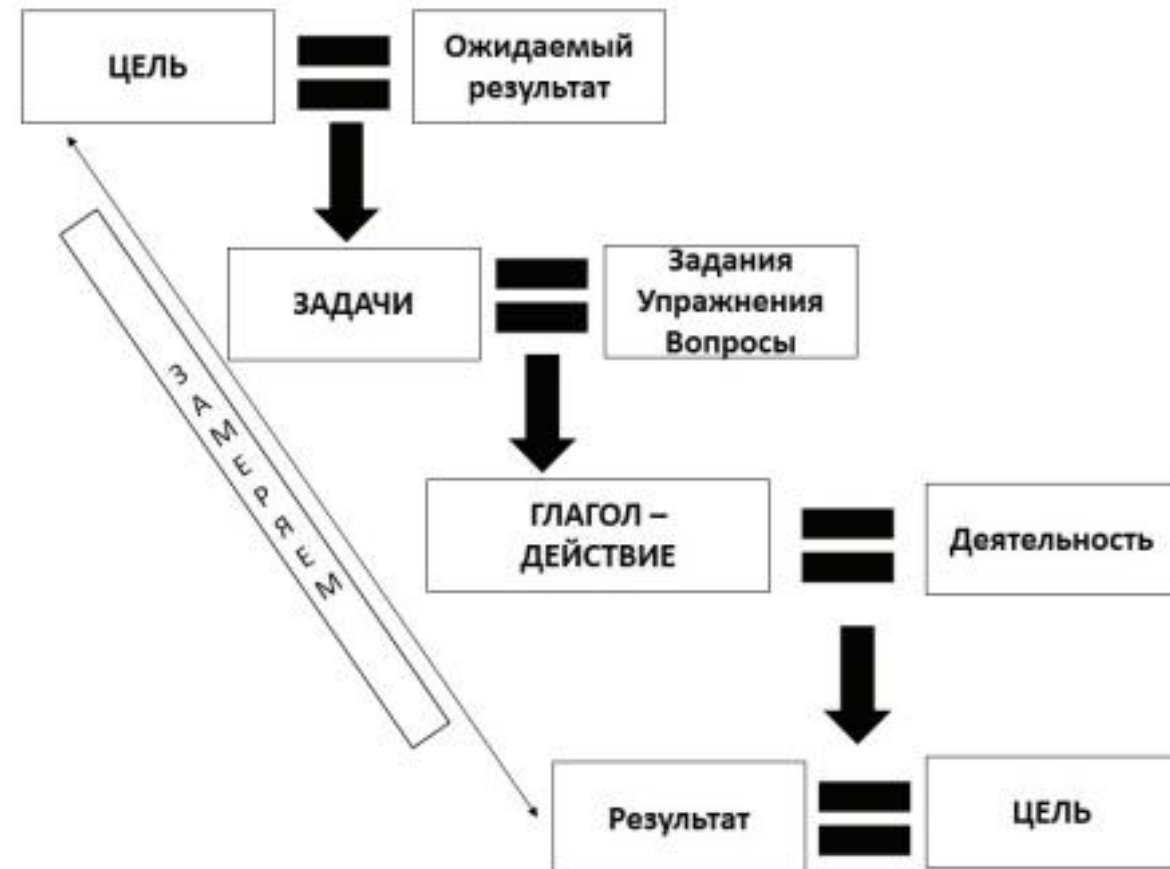 ЦЕЛЬ
Ожидаемый
результат
ЗАДАЧИ
Задания
Упражнения
Вопросы
ЗАМЕРЯЕМ
ГЛАГОЛ –
ДЕЙСТВИЕ
Деятельность
Результат
ЦЕЛЬ